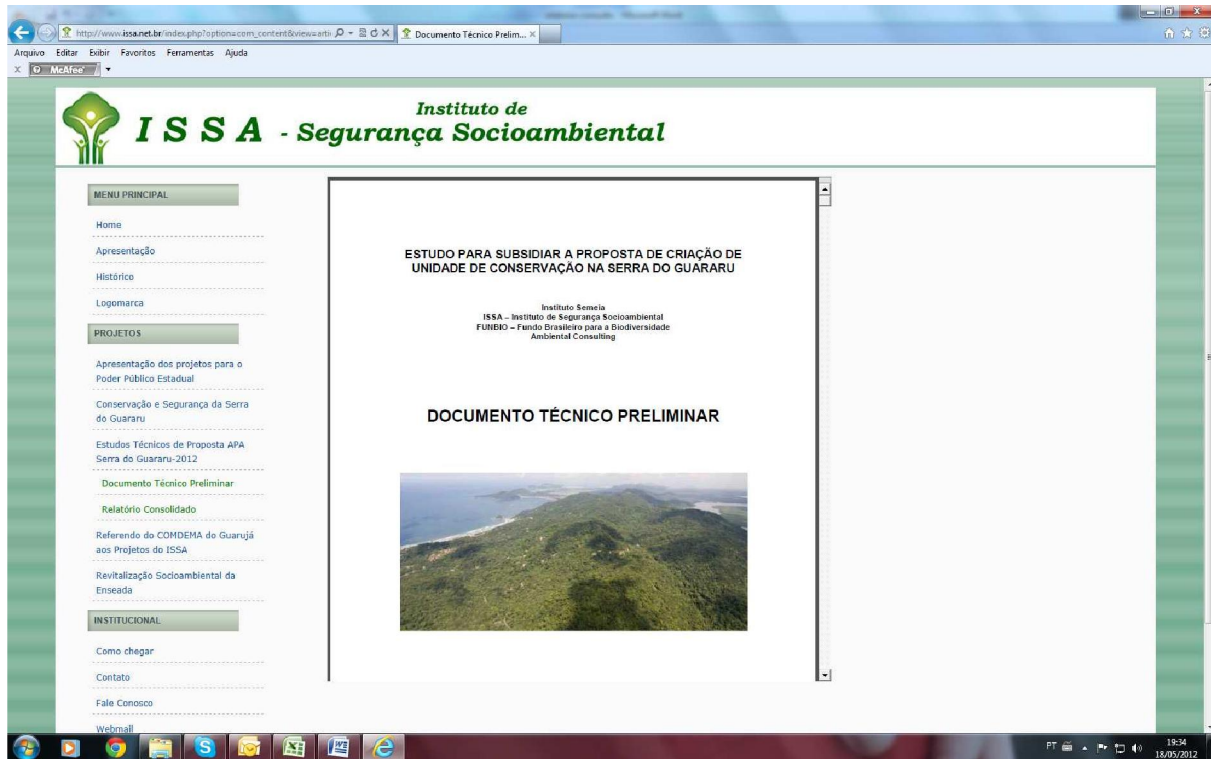 http://www.issa.net.br/index.php?option=com_content&view=arti
Documento Técnico Prelim...
Arquivo Editar Exibir Favoritos Ferramentas Ajuda
McAfee
ISSA - Instituto de
Segurança Socioambiental
MENU PRINCIPAL
Home
Apresentação
Histórico
Logomarca
PROJETOS
Apresentação dos projetos para o
Poder Público Estadual
Conservação e Segurança da Serra
do Guararu
Estudos Técnicos de Proposta APA
Serra do Guararu-2012
Documento Técnico Preliminar
Relatório Consolidado
Referendo do COMDEMA do Guarujá
aos Projetos do ISSA
Revitalização Socioambiental da
Enseada
INSTITUCIONAL
Como chegar
Contato
Fale Conosco
Webmail
ESTUDO PARA SUBSIDIAR A PROPOSTA DE CRIAÇÃO DE
UNIDADE DE CONSERVAÇÃO NA SERRA DO GUARARU
Instituto Semeia
ISSA – Instituto de Segurança Socioambiental
FUNBIO – Fundo Brasileiro para a Biodiversidade
Ambiental Consulting
DOCUMENTO TÉCNICO PRELIMINAR
PT
19:34
18/05/2012